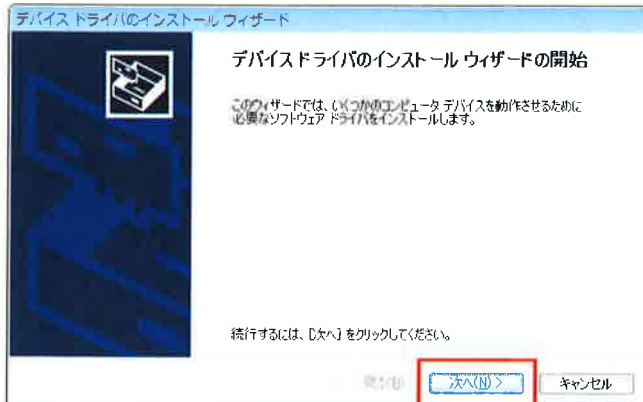 デバイス ドライバのインストール ウィザード
デバイス ドライバのインストール ウィザードの開始
このウィザードでは、いくつかのコンピュータ デバイスを動作させるために
必要なソフトウェア ドライバをインストールします。
続行するには、[次へ] をクリックしてください。
次へ(N) >
キャンセル